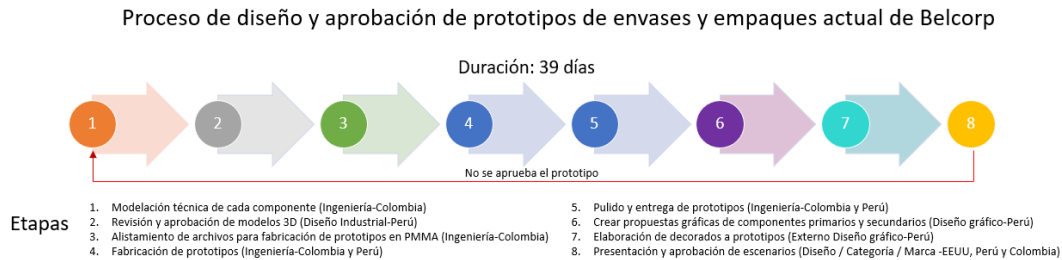 Proceso de diseño y aprobación de prototipos de envases y empaques actual de Belcorp
Duración: 39 días
1 2 3 4 5 6 7 8
No se aprueba el prototipo
Etapas
1. Modelación técnica de cada componente (Ingeniería-Colombia)
2. Revisión y aprobación de modelos 3D (Diseño Industrial-Perú)
3. Alistamiento de archivos para fabricación de prototipos en PMMA (Ingeniería-Colombia)
4. Fabricación de prototipos (Ingeniería-Colombia y Perú)
5. Pulido y entrega de prototipos (Ingeniería-Colombia y Perú)
6. Crear propuestas gráficas de componentes primarios y secundarios (Diseño gráfico-Perú)
7. Elaboración de decorados a prototipos (Externo Diseño gráfico-Perú)
8. Presentación y aprobación de escenarios (Diseño / Categoría / Marca -EEUU, Perú y Colombia)